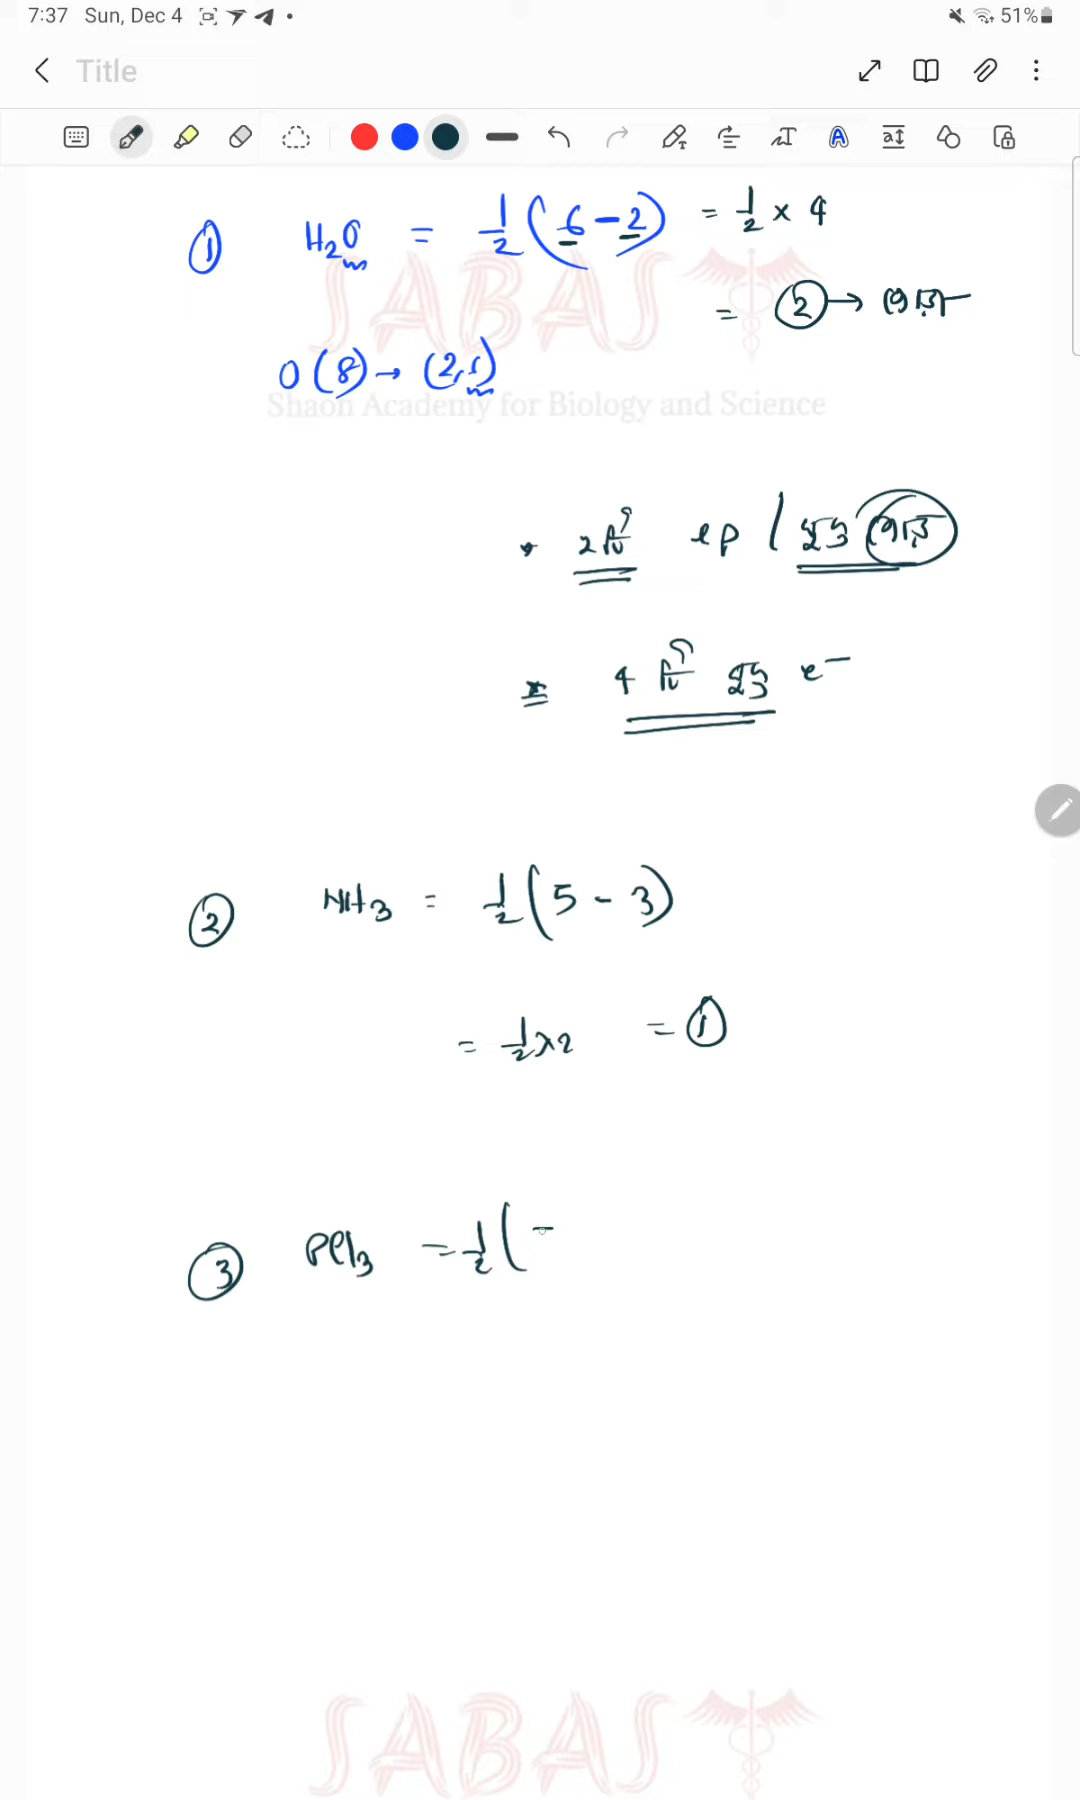 7:37 Sun, Dec 4 51%
Title
① H₂O = 1/2 (6-2) = 1/2 × 4
= ② → জোড়
O (8) → (2,6)
SABAS
Shaon Academy for Biology and Science
* 2 টি lp / মুক্ত জোড়
* 4 টি মুক্ত e⁻
② NH₃ = 1/2 (5 - 3)
= 1/2 × 2 = ①
③ PCl₃ = 1/2 (
SABAS